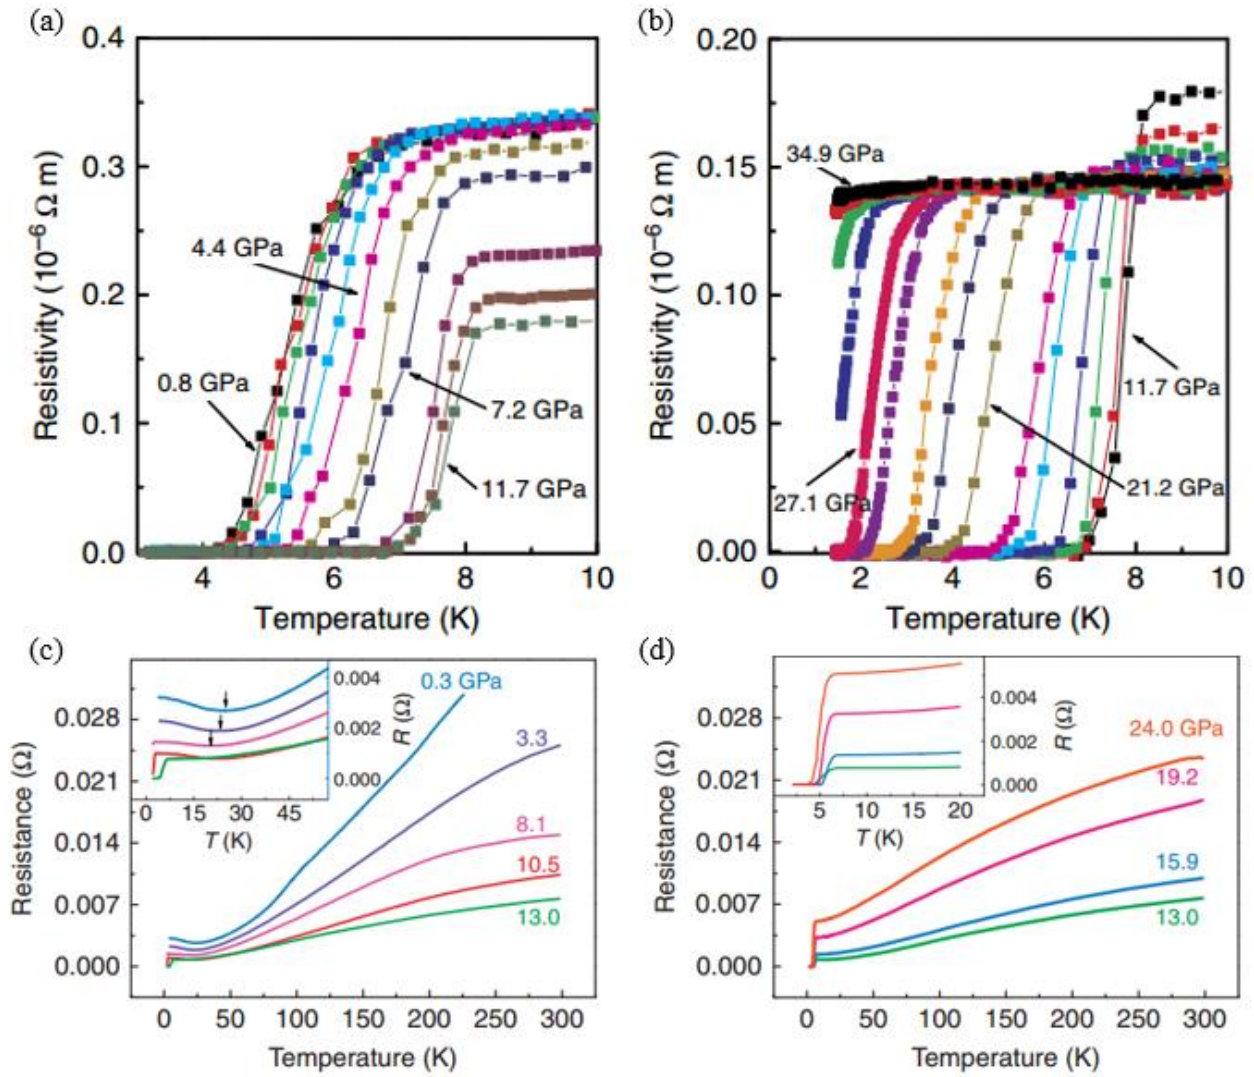 (a)
0.4
0.3
0.2
0.1
0.0
Resistivity (10⁻⁶ Ω m)
4.4 GPa
0.8 GPa
7.2 GPa
11.7 GPa
4 6 8 10
Temperature (K)
(b)
0.20
0.15
0.10
0.05
0.00
Resistivity (10⁻⁶ Ω m)
34.9 GPa
11.7 GPa
27.1 GPa
21.2 GPa
0 2 4 6 8 10
Temperature (K)
(c)
0.028
0.021
0.014
0.007
0.000
Resistance (Ω)
0.004
0.002
0.000
R (Ω)
0 15 30 45
T (K)
0.3 GPa
3.3
8.1
10.5
13.0
0 50 100 150 200 250 300
Temperature (K)
(d)
0.028
0.021
0.014
0.007
0.000
Resistance (Ω)
0.004
0.002
0.000
R (Ω)
5 10 15 20
T (K)
24.0 GPa
19.2
15.9
13.0
0 50 100 150 200 250 300
Temperature (K)